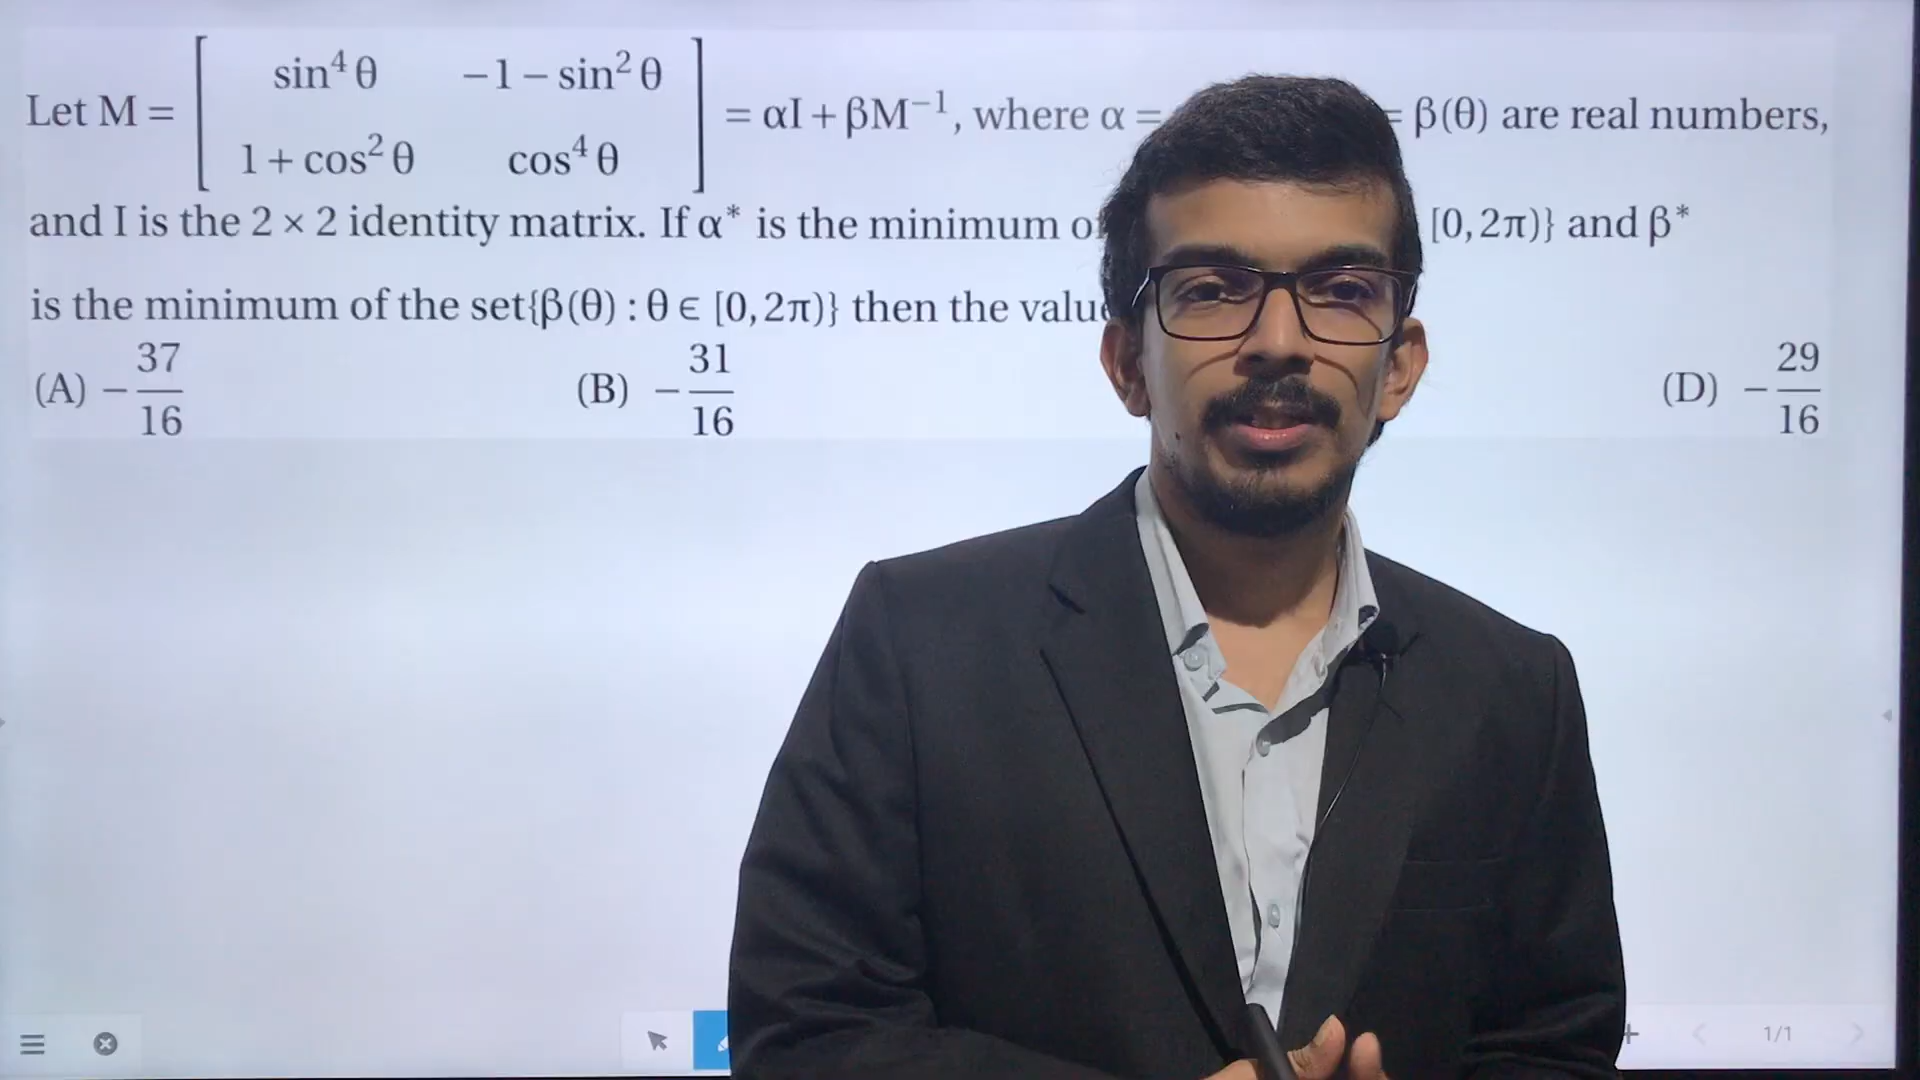 Let M = [ sin⁴θ −1 − sin²θ
1 + cos²θ cos⁴θ ] = αI + βM⁻¹, where α = = β(θ) are real numbers,
and I is the 2 × 2 identity matrix. If α* is the minimum [0, 2π)} and β*
is the minimum of the set{β(θ) : θ ∈ [0, 2π)} then the
(A) −37/16 (B) −31/16 (D) −29/16
1/1